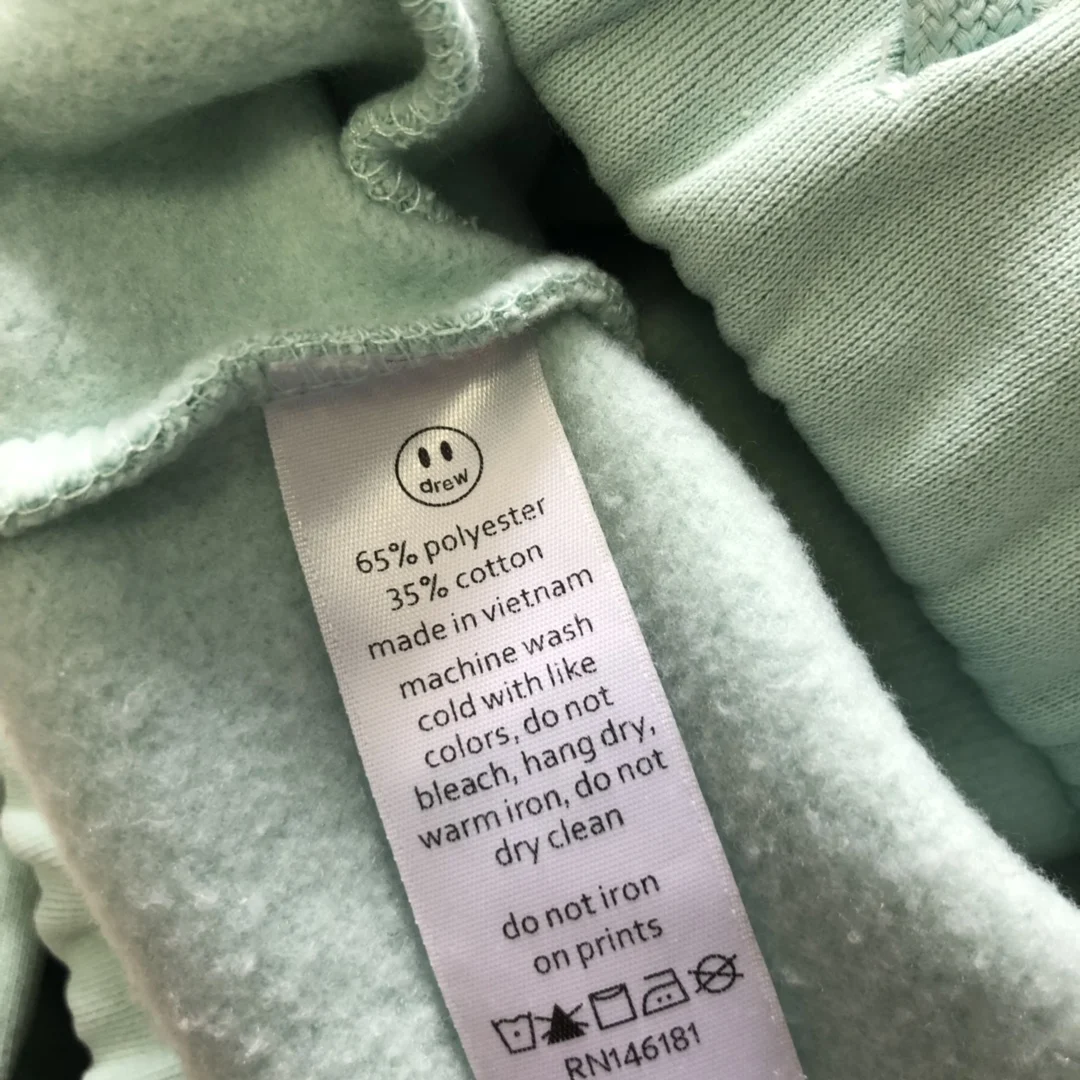 drew
65% polyester
35% cotton
made in vietnam
machine wash
cold with like
colors, do not
bleach, hang dry,
warm iron, do not
dry clean
do not iron
on prints
RN146181